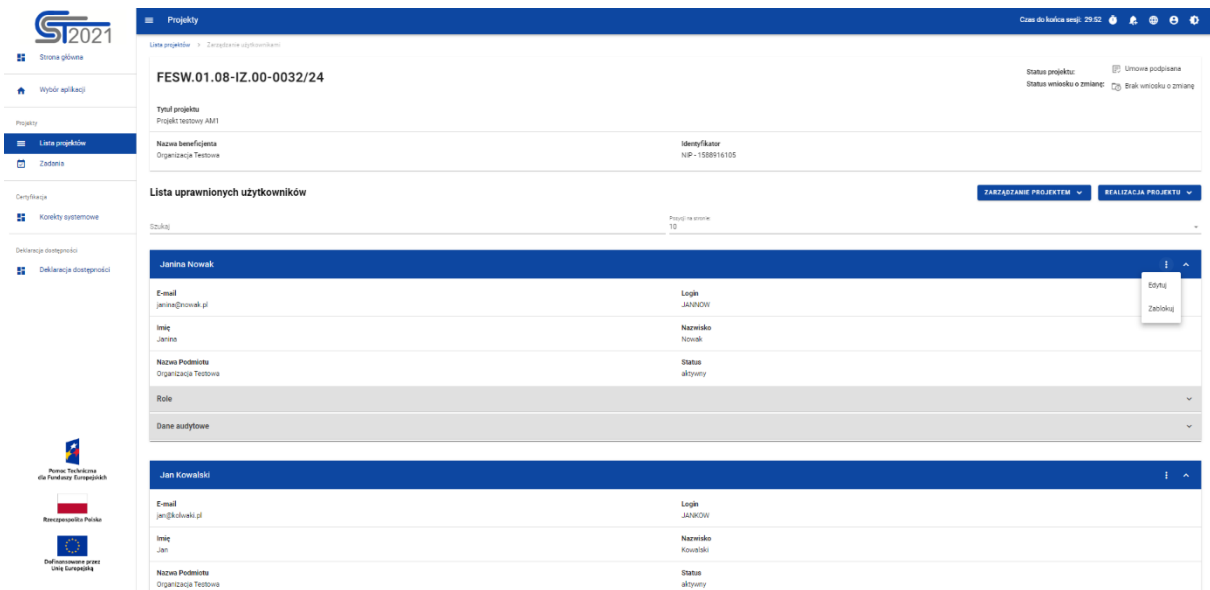 CST2021
Strona główna
Wybór aplikacji
Projekty
Lista projektów
Zadania
Certyfikacja
Korekty systemowe
Deklaracja dostępności
Deklaracja dostępności
Pomoc Techniczna
dla Funduszy Europejskich
Rzeczpospolita Polska
Dofinansowane przez
Unię Europejską
Projekty
Czas do końca sesji: 29:52
Lista projektów > Zarządzanie użytkownikami
FESW.01.08-IZ.00-0032/24
Status projektu: Umowa podpisana
Status wniosku o zmianę: Brak wniosku o zmianę
Tytuł projektu
Projekt testowy AM1
Nazwa beneficjenta Identyfikator
Organizacja Testowa NIP - 1588916105
Lista uprawnionych użytkowników ZARZĄDZANIE PROJEKTEM REALIZACJA PROJEKTU
Szukaj Pozycji na stronie: 10
Janina Nowak
Edytuj
Zablokuj
E-mail Login
janina@nowak.pl JANNOW
Imię Nazwisko
Janina Nowak
Nazwa Podmiotu Status
Organizacja Testowa aktywny
Role
Dane audytowe
Jan Kowalski
E-mail Login
jan@kolwaki.pl JANKOW
Imię Nazwisko
Jan Kowalski
Nazwa Podmiotu Status
Organizacja Testowa aktywny